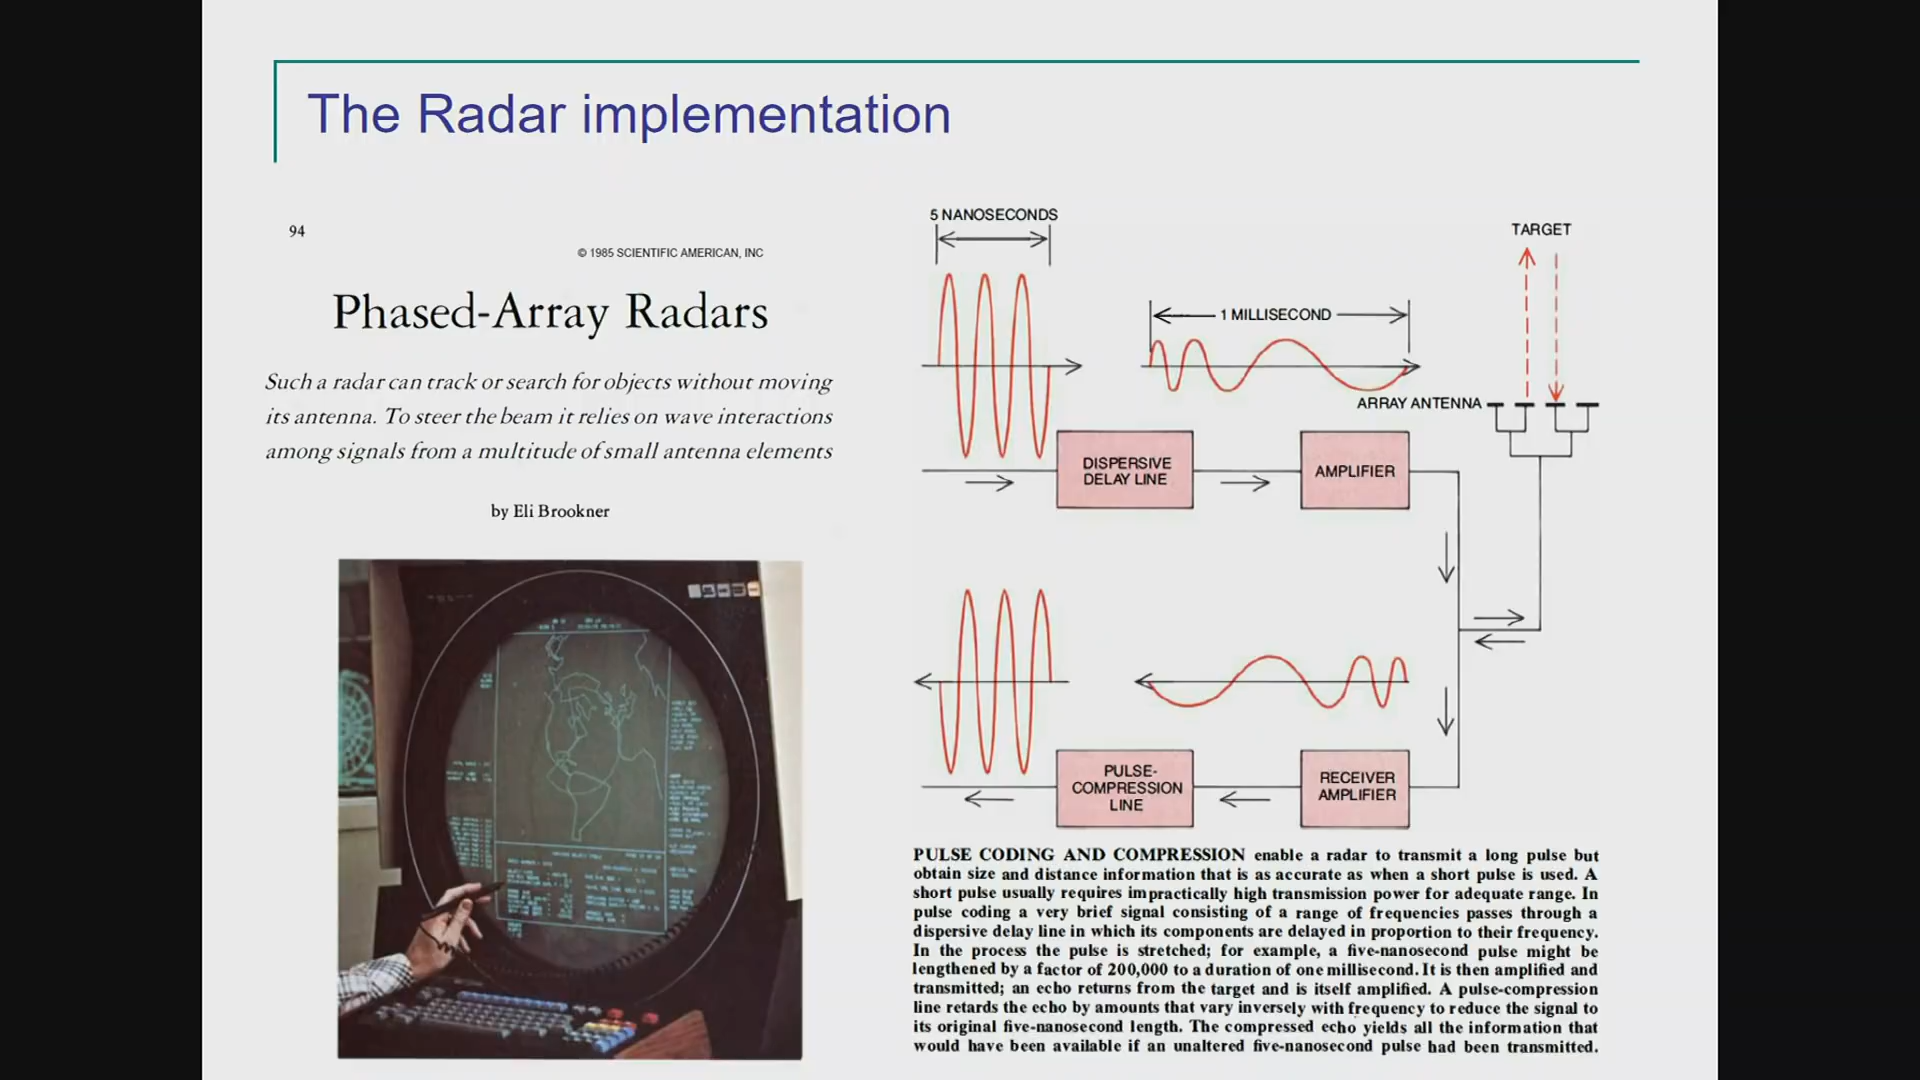 The Radar implementation
94
© 1985 SCIENTIFIC AMERICAN, INC
Phased-Array Radars
Such a radar can track or search for objects without moving
its antenna. To steer the beam it relies on wave interactions
among signals from a multitude of small antenna elements
by Eli Brookner
5 NANOSECONDS
TARGET
1 MILLISECOND
ARRAY ANTENNA
DISPERSIVE
DELAY LINE
AMPLIFIER
PULSE-
COMPRESSION
LINE
RECEIVER
AMPLIFIER
PULSE CODING AND COMPRESSION enable a radar to transmit a long pulse but
obtain size and distance information that is as accurate as when a short pulse is used. A
short pulse usually requires impractically high transmission power for adequate range. In
pulse coding a very brief signal consisting of a range of frequencies passes through a
dispersive delay line in which its components are delayed in proportion to their frequency.
In the process the pulse is stretched; for example, a five-nanosecond pulse might be
lengthened by a factor of 200,000 to a duration of one millisecond. It is then amplified and
transmitted; an echo returns from the target and is itself amplified. A pulse-compression
line retards the echo by amounts that vary inversely with frequency to reduce the signal to
its original five-nanosecond length. The compressed echo yields all the information that
would have been available if an unaltered five-nanosecond pulse had been transmitted.